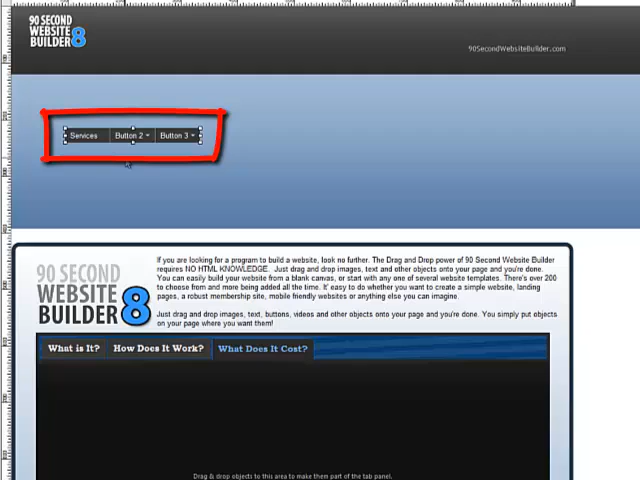 90 SECOND
WEBSITE
BUILDER 8
90SecondWebsiteBuilder.com
Services Button 2 Button 3
90 SECOND
WEBSITE
BUILDER 8
If you are looking for a program to build a website, look no further. The Drag and Drop power of 90 Second Website Builder
requires NO HTML KNOWLEDGE. Just drag and drop images, text and other objects onto your page and you're done.
You can easily build your website from a blank canvas, or start with any one of several website templates. There's over 200
to choose from and more being added all the time. It' easy to do whether you want to create a simple website, landing
pages, a robust membership site, mobile friendly websites or anything else you can imagine.
Just drag and drop images, text, buttons, videos and other objects onto your page and you're done. You simply put objects
on your page where you want them!
What is It? How Does It Work? What Does It Cost?
Drag & drop objects to this area to make them part of the tab panel.